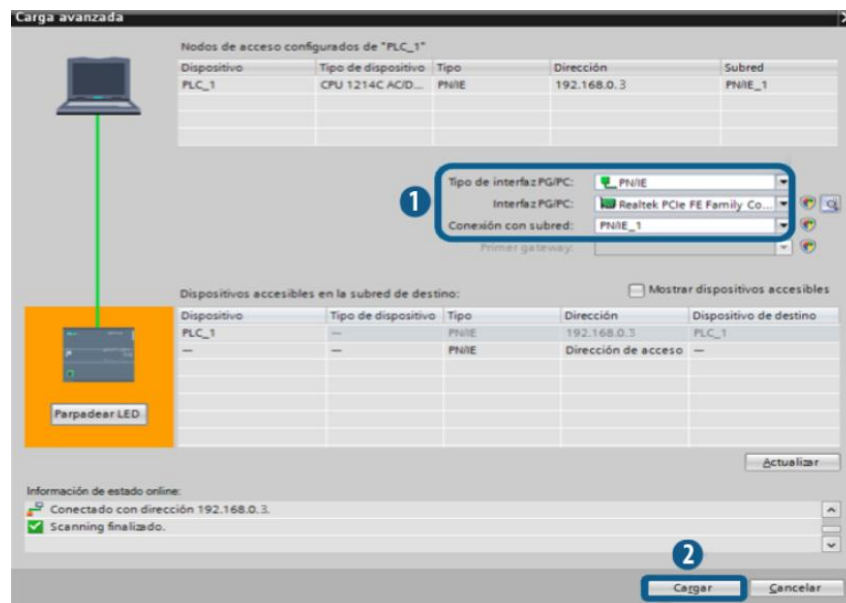 Carga avanzada
Nodos de acceso configurados de "PLC_1"
Dispositivo Tipo de dispositivo Tipo Dirección Subred
PLC_1 CPU 1214C AC/D... PN/IE 192.168.0.3 PN/IE_1
1
Tipo de interfaz PG/PC: PN/IE
Interfaz PG/PC: Realtek PCIe FE Family Co...
Conexión con subred: PN/IE_1
Primer gateway:
Dispositivos accesibles en la subred de destino: Mostrar dispositivos accesibles
Dispositivo Tipo de dispositivo Tipo Dirección Dispositivo de destino
PLC_1 — PN/IE 192.168.0.3 PLC_1
— — PN/IE Dirección de acceso —
Parpadear LED
Actualizar
Información de estado online:
Conectado con dirección 192.168.0.3.
Scanning finalizado.
2
Cargar Cancelar